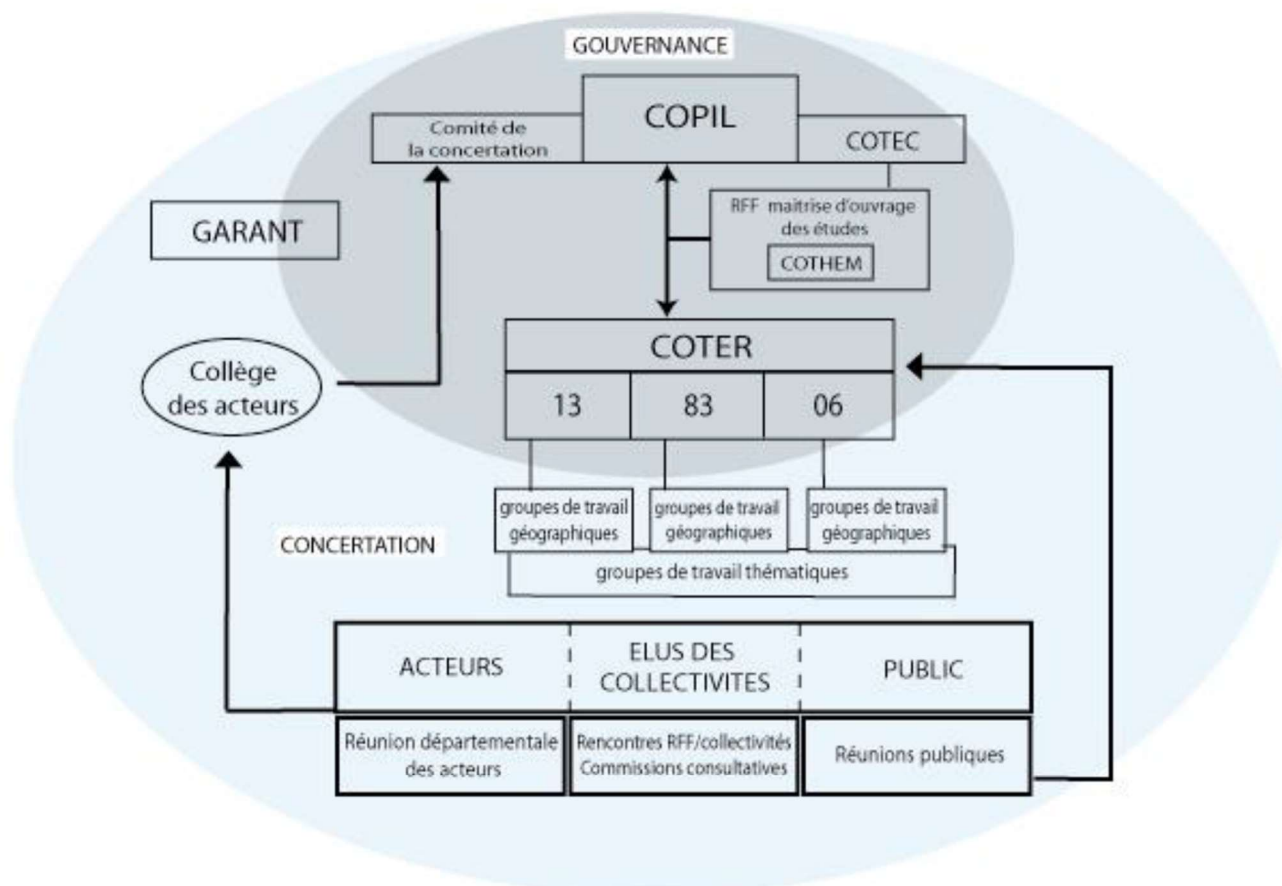 GOUVERNANCE
COPIL
Comité de
la concertation
COTEC
RFF maitrise d'ouvrage
des études
COTHEM
GARANT
COTER
13 83 06
Collège
des acteurs
groupes de travail
géographiques
groupes de travail
géographiques
groupes de travail
géographiques
CONCERTATION
groupes de travail thématiques
ACTEURS
ELUS DES
COLLECTIVITES
PUBLIC
Réunion départementale
des acteurs
Rencontres RFF/collectivités
Commissions consultatives
Réunions publiques